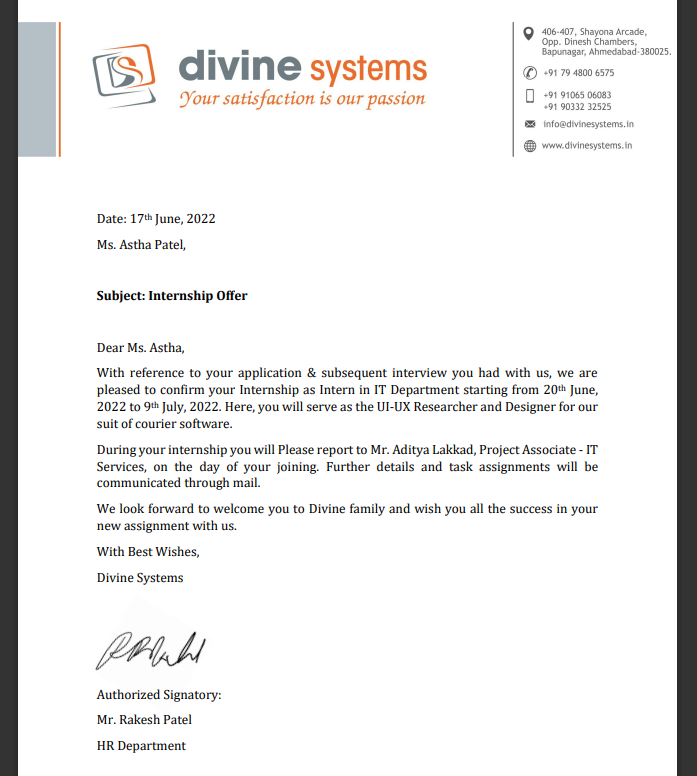 divine systems
Your satisfaction is our passion
406-407, Shayona Arcade,
Opp. Dinesh Chambers,
Bapunagar, Ahmedabad-380025.
+91 79 4800 6575
+91 91065 06083
+91 90332 32525
info@divinesystems.in
www.divinesystems.in
Date: 17th June, 2022
Ms. Astha Patel,
Subject: Internship Offer
Dear Ms. Astha,
With reference to your application & subsequent interview you had with us, we are
pleased to confirm your Internship as Intern in IT Department starting from 20th June,
2022 to 9th July, 2022. Here, you will serve as the UI-UX Researcher and Designer for our
suit of courier software.
During your internship you will Please report to Mr. Aditya Lakkad, Project Associate - IT
Services, on the day of your joining. Further details and task assignments will be
communicated through mail.
We look forward to welcome you to Divine family and wish you all the success in your
new assignment with us.
With Best Wishes,
Divine Systems
Authorized Signatory:
Mr. Rakesh Patel
HR Department